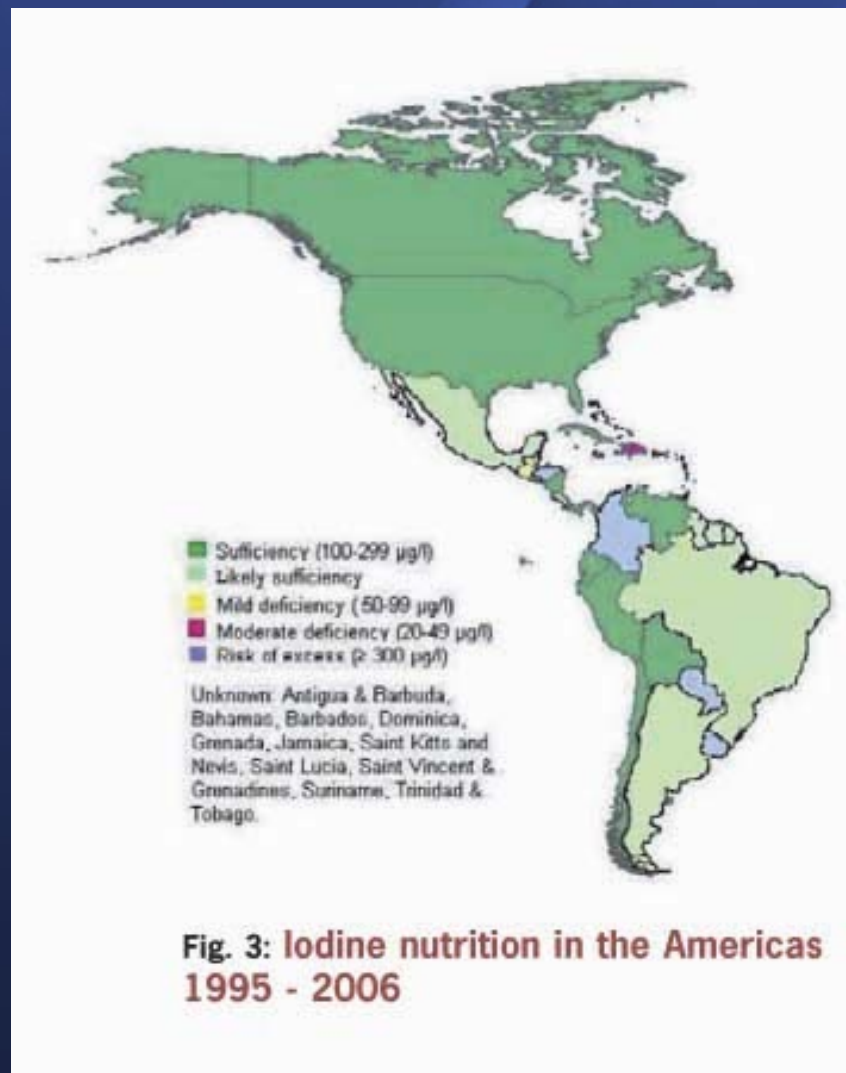 Sufficiency (100-299 µg/l)
Likely sufficiency
Mild deficiency (50-99 µg/l)
Moderate deficiency (20-49 µg/l)
Risk of excess (≥ 300 µg/l)
Unknown: Antigua & Barbuda,
Bahamas, Barbados, Dominica,
Grenada, Jamaica, Saint Kitts and
Nevis, Saint Lucia, Saint Vincent &
Grenadines, Suriname, Trinidad &
Tobago.
Fig. 3: Iodine nutrition in the Americas
1995 - 2006